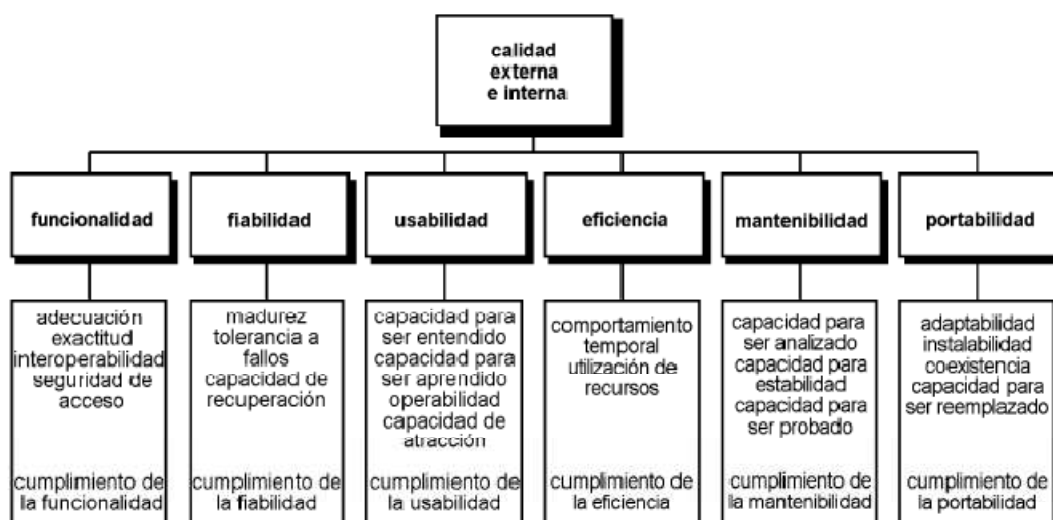 calidad
externa
e interna
funcionalidad
fiabilidad
usabilidad
eficiencia
mantenibilidad
portabilidad
adecuación
exactitud
interoperabilidad
seguridad de
acceso
cumplimiento de
la funcionalidad
madurez
tolerancia a
fallos
capacidad de
recuperación
cumplimiento de
la fiabilidad
capacidad para
ser entendido
capacidad para
ser aprendido
operabilidad
capacidad de
atracción
cumplimiento de
la usabilidad
comportamiento
temporal
utilización de
recursos
cumplimiento de
la eficiencia
capacidad para
ser analizado
capacidad para
estabilidad
capacidad para
ser probado
cumplimiento de
la mantenibilidad
adaptabilidad
instalabilidad
coexistencia
capacidad para
ser reemplazado
cumplimiento de
la portabilidad